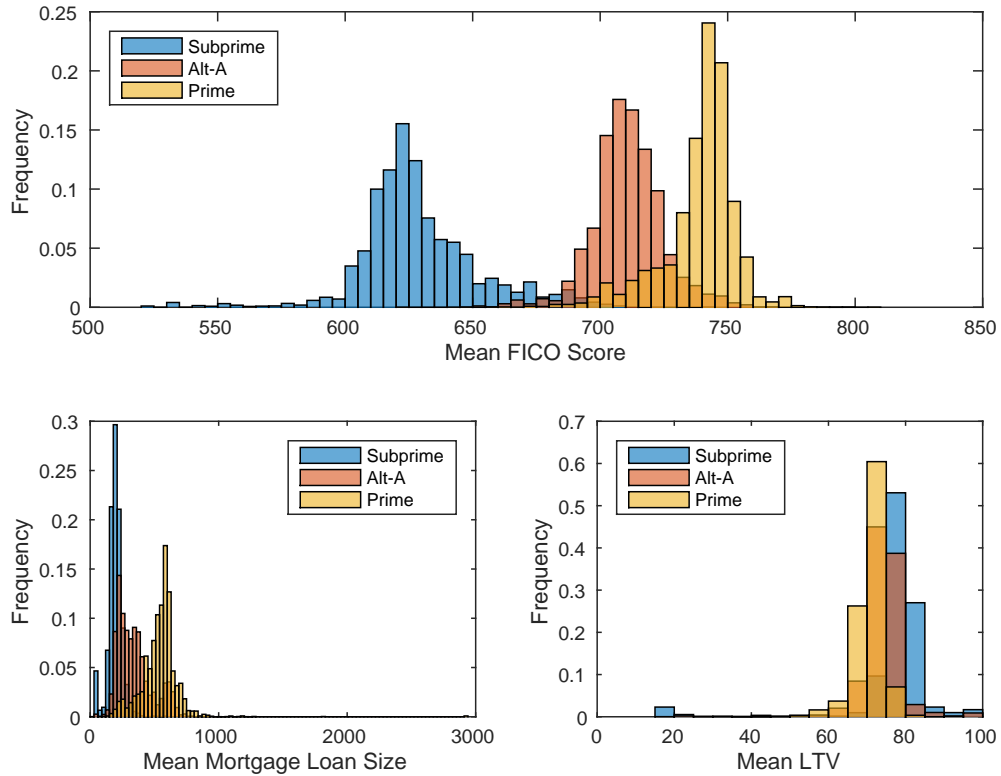 0.25
0.2
0.15
0.1
0.05
0
Frequency
Subprime
Alt-A
Prime
500
550
600
650
700
750
800
850
Mean FICO Score
0.3
0.25
0.2
0.15
0.1
0.05
0
Frequency
Subprime
Alt-A
Prime
0
1000
2000
3000
Mean Mortgage Loan Size
0.7
0.6
0.5
0.4
0.3
0.2
0.1
0
Frequency
Subprime
Alt-A
Prime
0
20
40
60
80
100
Mean LTV